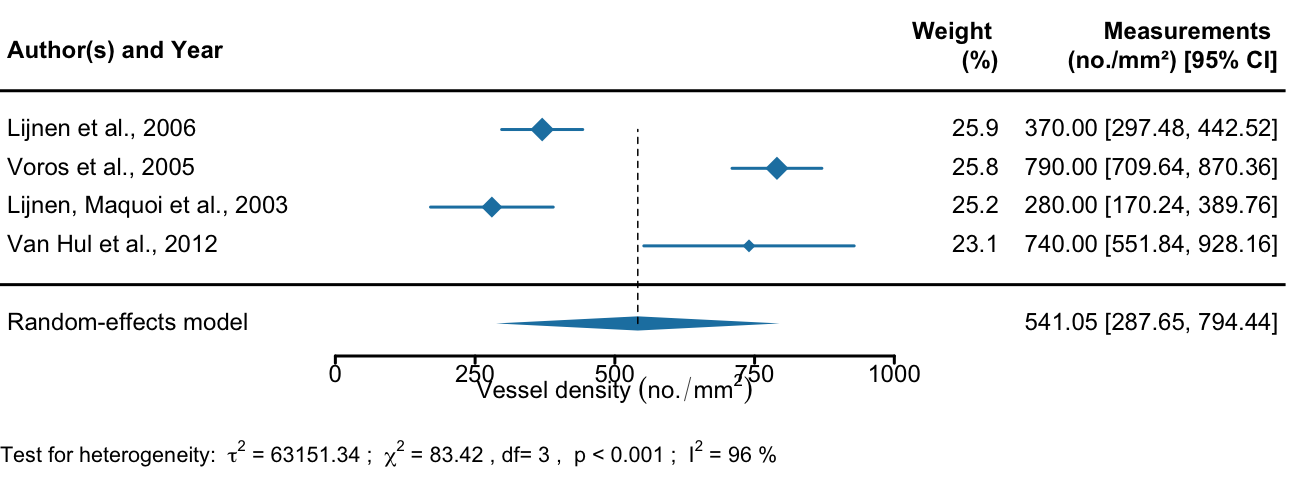 Author(s) and Year Weight (%) Measurements (no./mm²) [95% CI]
Lijnen et al., 2006 25.9 370.00 [297.48, 442.52]
Voros et al., 2005 25.8 790.00 [709.64, 870.36]
Lijnen, Maquoi et al., 2003 25.2 280.00 [170.24, 389.76]
Van Hul et al., 2012 23.1 740.00 [551.84, 928.16]
Random-effects model 541.05 [287.65, 794.44]
0 250 500 750 1000
Vessel density (no./mm²)
Test for heterogeneity: τ² = 63151.34 ; χ² = 83.42 , df= 3 , p < 0.001 ; I² = 96 %